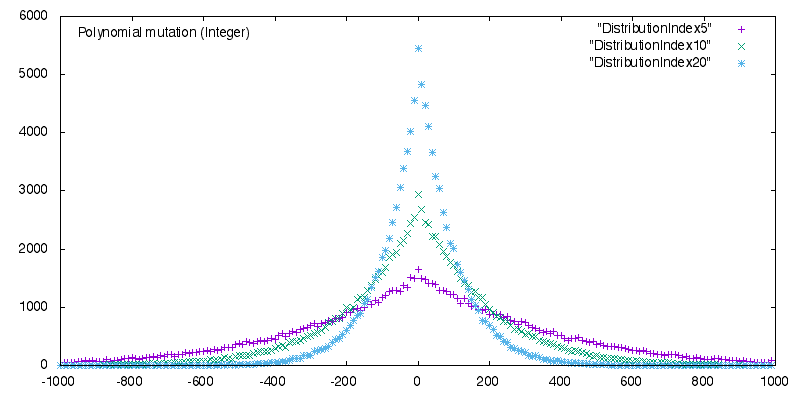 6000
Polynomial mutation (Integer)
"DistributionIndex5"
"DistributionIndex10"
"DistributionIndex20"
5000
4000
3000
2000
1000
0
-1000 -800 -600 -400 -200 0 200 400 600 800 1000